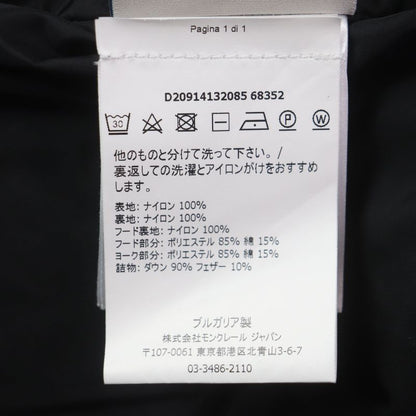 Pagina 1 di 1
D20914132085 68352
30 P W
他のものと分けて洗って下さい。/
裏返しての洗濯とアイロンがけをおすすめ
します。
表地: ナイロン 100%
裏地: ナイロン 100%
フード裏地: ナイロン 100%
フード部分: ポリエステル 85% 綿 15%
ヨーク部分: ポリエステル 85% 綿 15%
詰物: ダウン 90% フェザー 10%
ブルガリア製
株式会社モンクレール ジャパン
〒107-0061 東京都港区北青山3-6-7
03-3486-2110